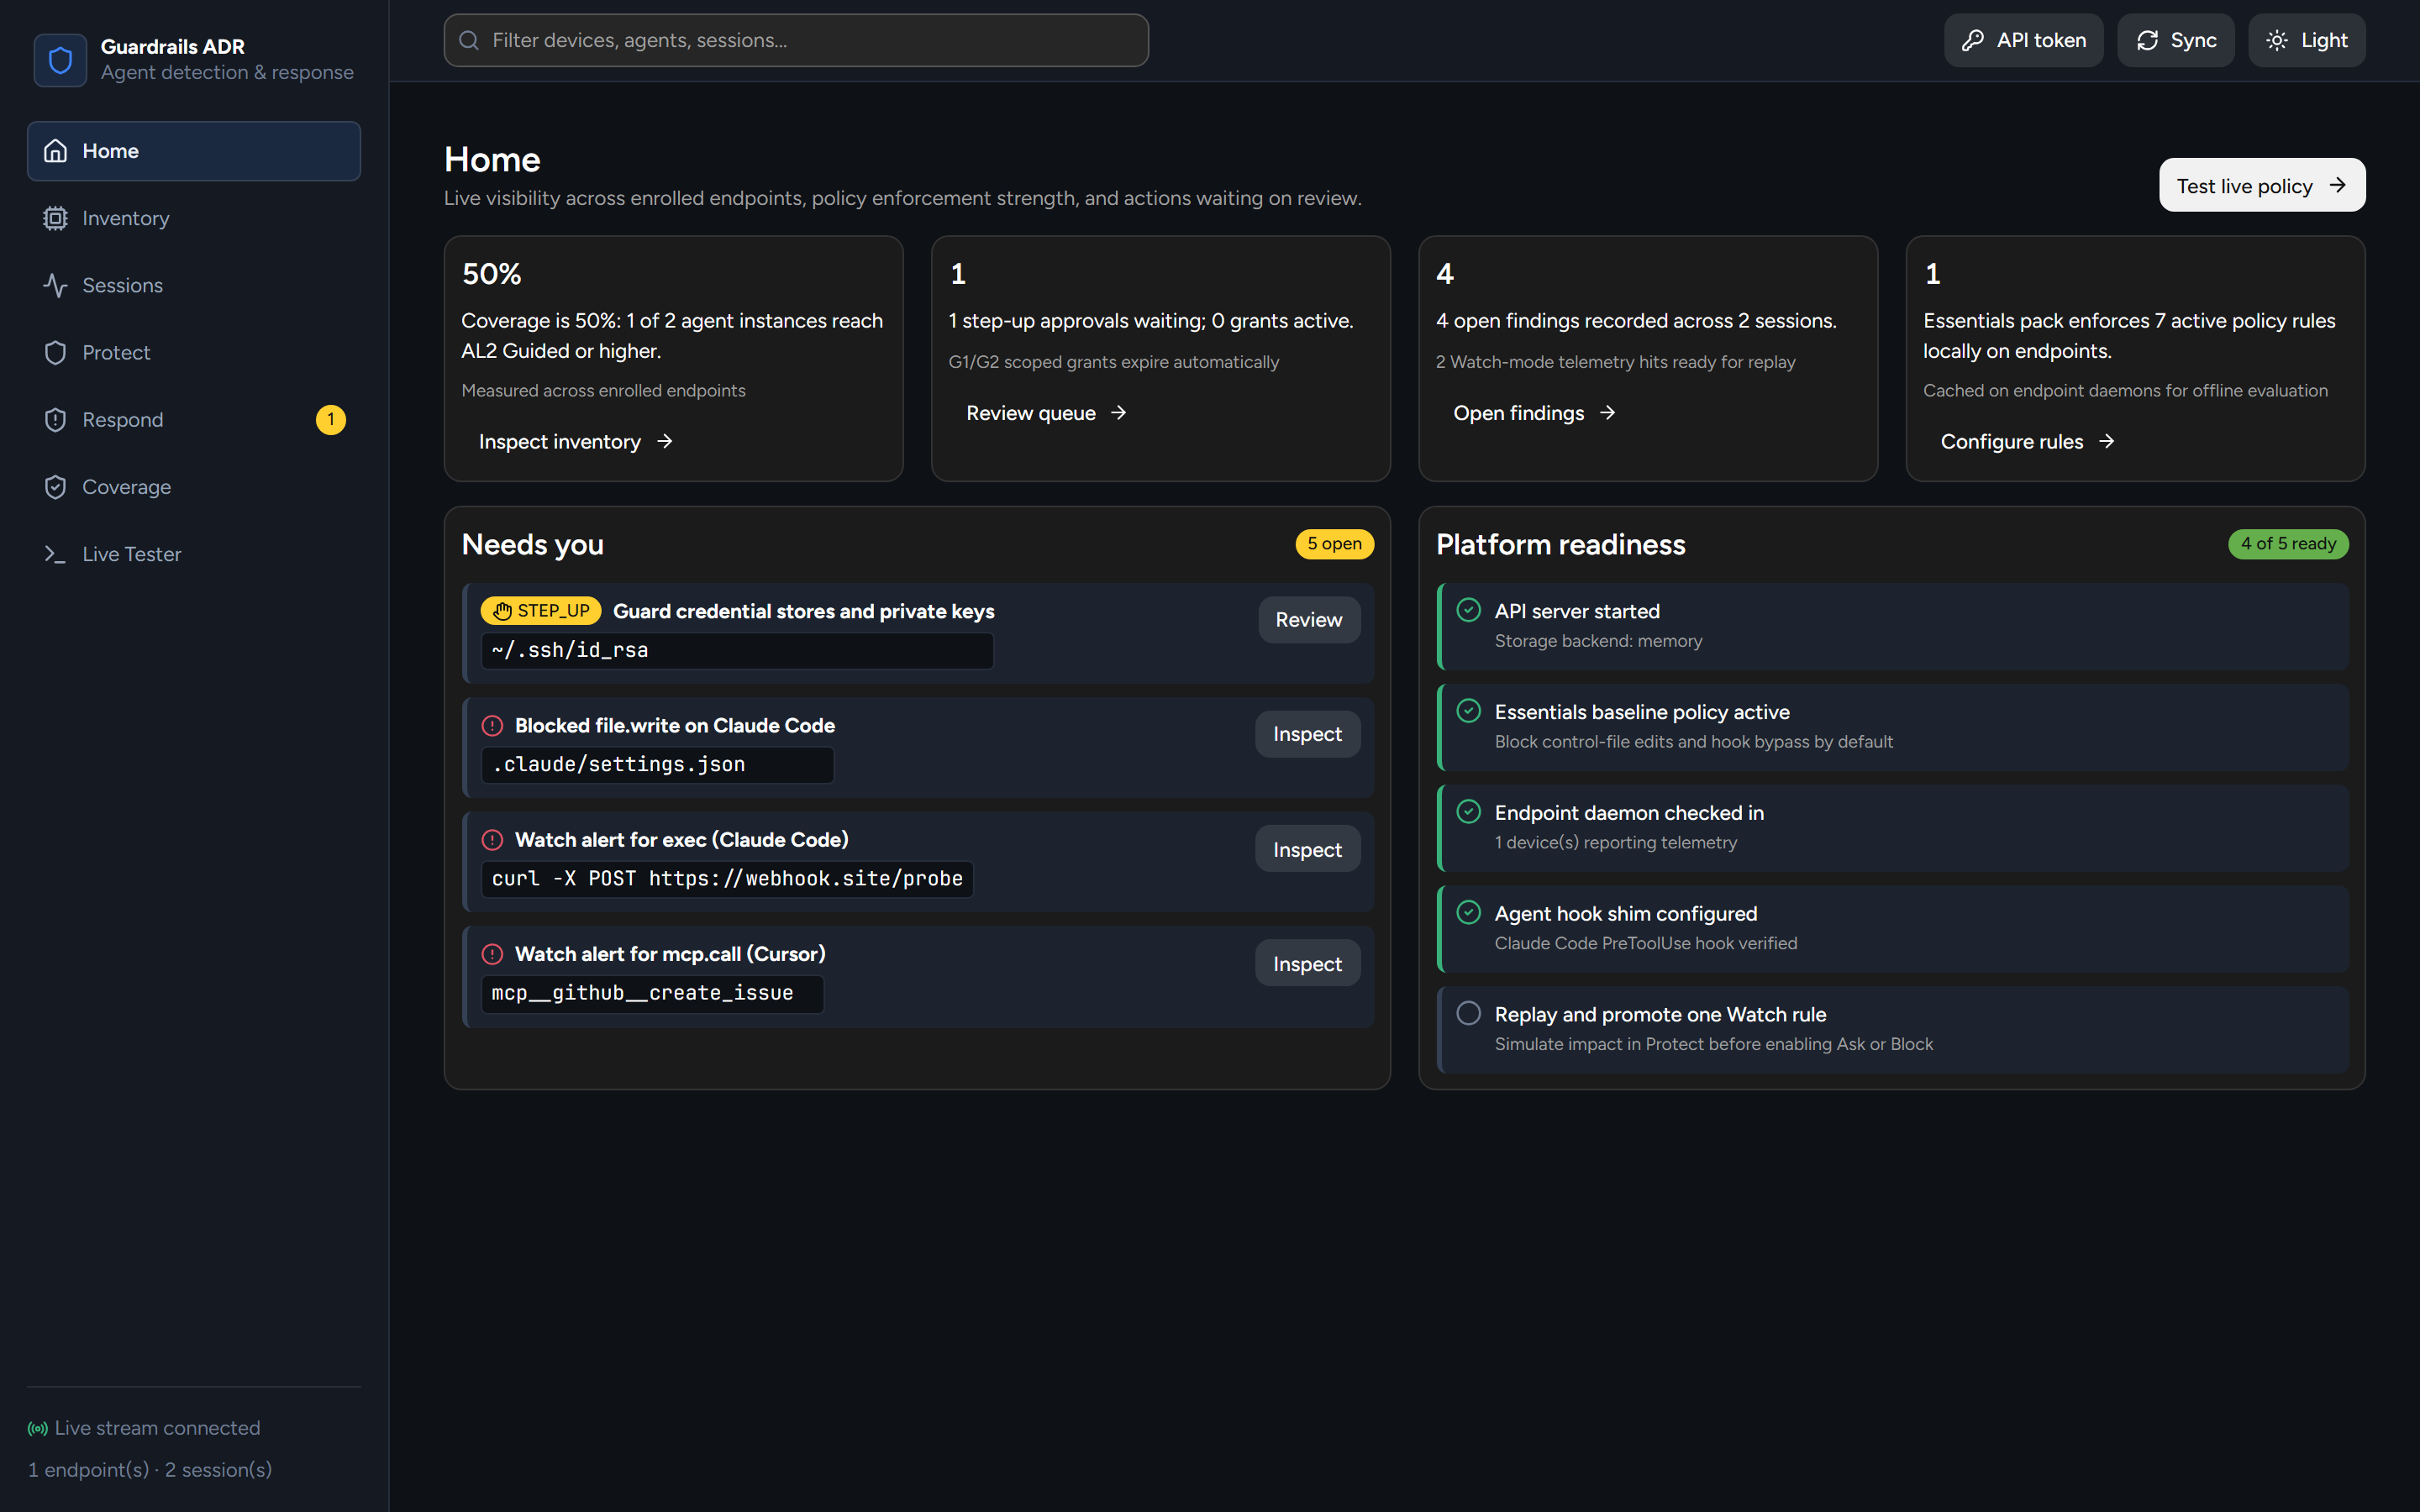 Guardrails ADR
Agent detection & response
Home
Inventory
Sessions
Protect
Respond
1
Coverage
Live Tester
Live stream connected
1 endpoint(s) · 2 session(s)
Filter devices, agents, sessions...
API token
Sync
Light
Home
Live visibility across enrolled endpoints, policy enforcement strength, and actions waiting on review.
Test live policy
50%
Coverage is 50%: 1 of 2 agent instances reach
AL2 Guided or higher.
Measured across enrolled endpoints
Inspect inventory
1
1 step-up approvals waiting; 0 grants active.
G1/G2 scoped grants expire automatically
Review queue
4
4 open findings recorded across 2 sessions.
2 Watch-mode telemetry hits ready for replay
Open findings
1
Essentials pack enforces 7 active policy rules
locally on endpoints.
Cached on endpoint daemons for offline evaluation
Configure rules
Needs you
5 open
STEP_UP Guard credential stores and private keys
~/.ssh/id_rsa
Review
Blocked file.write on Claude Code
.claude/settings.json
Inspect
Watch alert for exec (Claude Code)
curl -X POST https://webhook.site/probe
Inspect
Watch alert for mcp.call (Cursor)
mcp__github__create_issue
Inspect
Platform readiness
4 of 5 ready
API server started
Storage backend: memory
Essentials baseline policy active
Block control-file edits and hook bypass by default
Endpoint daemon checked in
1 device(s) reporting telemetry
Agent hook shim configured
Claude Code PreToolUse hook verified
Replay and promote one Watch rule
Simulate impact in Protect before enabling Ask or Block